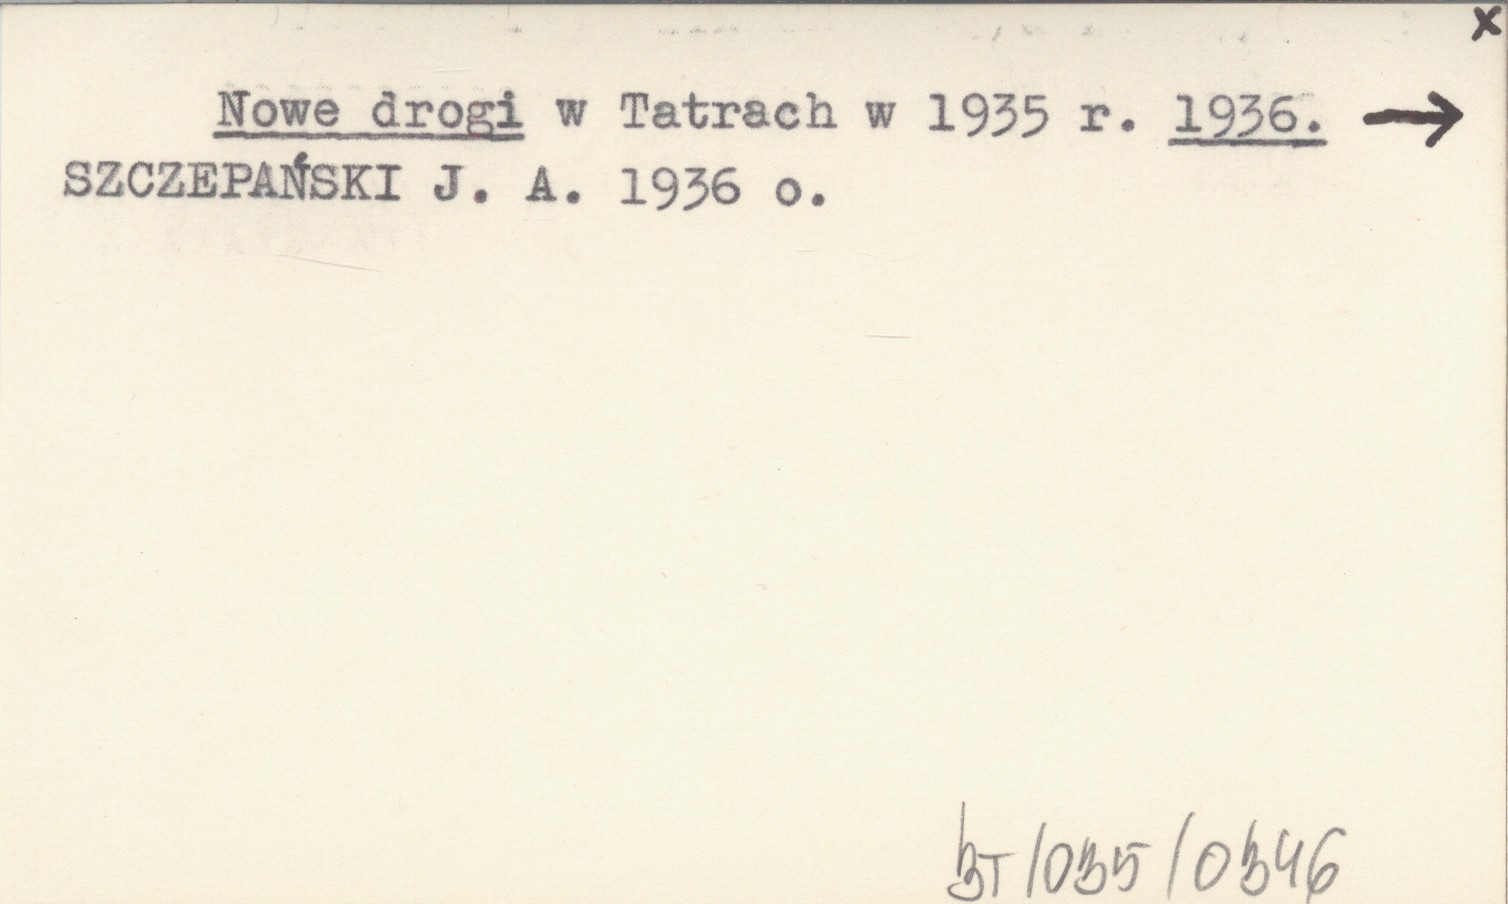 x
Nowe drogi w Tatrach w 1935 r. 1936. →
SZCZEPAŃSKI J. A. 1936 o.
BT/035/0346